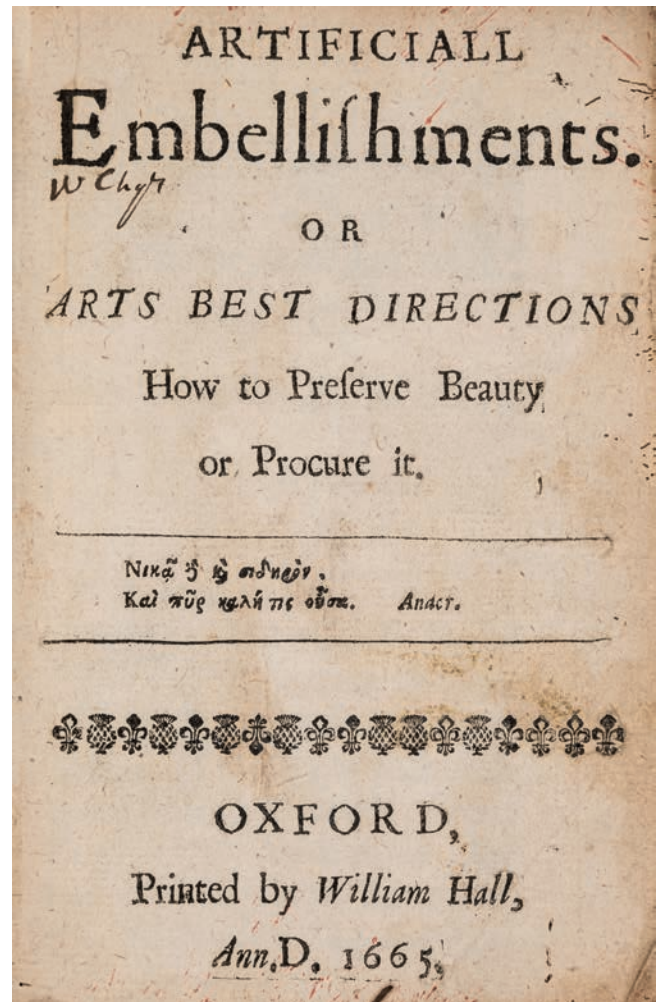 ARTIFICIALL
Embelliſhments.
OR
ARTS BEST DIRECTIONS
How to Preſerve Beauty
or Procure it.
Νικᾷ δὲ καὶ σιδηρὸν.
Καὶ πῦρ καλή τις οὖσα. Anacr.
OXFORD,
Printed by William Hall,
Ann. D. 1665.